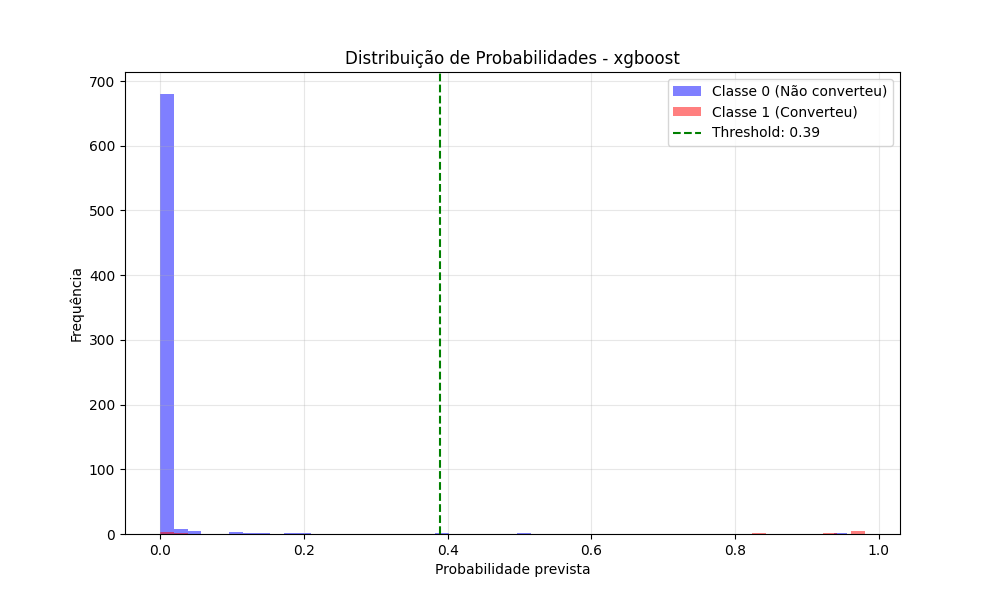 Distribuição de Probabilidades - xgboost
Classe 0 (Não converteu)
Classe 1 (Converteu)
Threshold: 0.39
Frequência
700
600
500
400
300
200
100
0
0.0 0.2 0.4 0.6 0.8 1.0
Probabilidade prevista